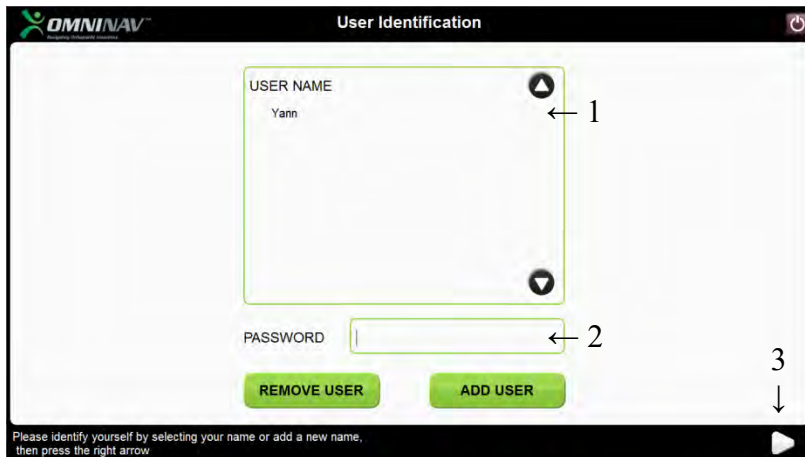 OMNINAV™
User Identification
USER NAME
Yann
← 1
PASSWORD
← 2
REMOVE USER
ADD USER
3
↓
Please identify yourself by selecting your name or add a new name,
then press the right arrow